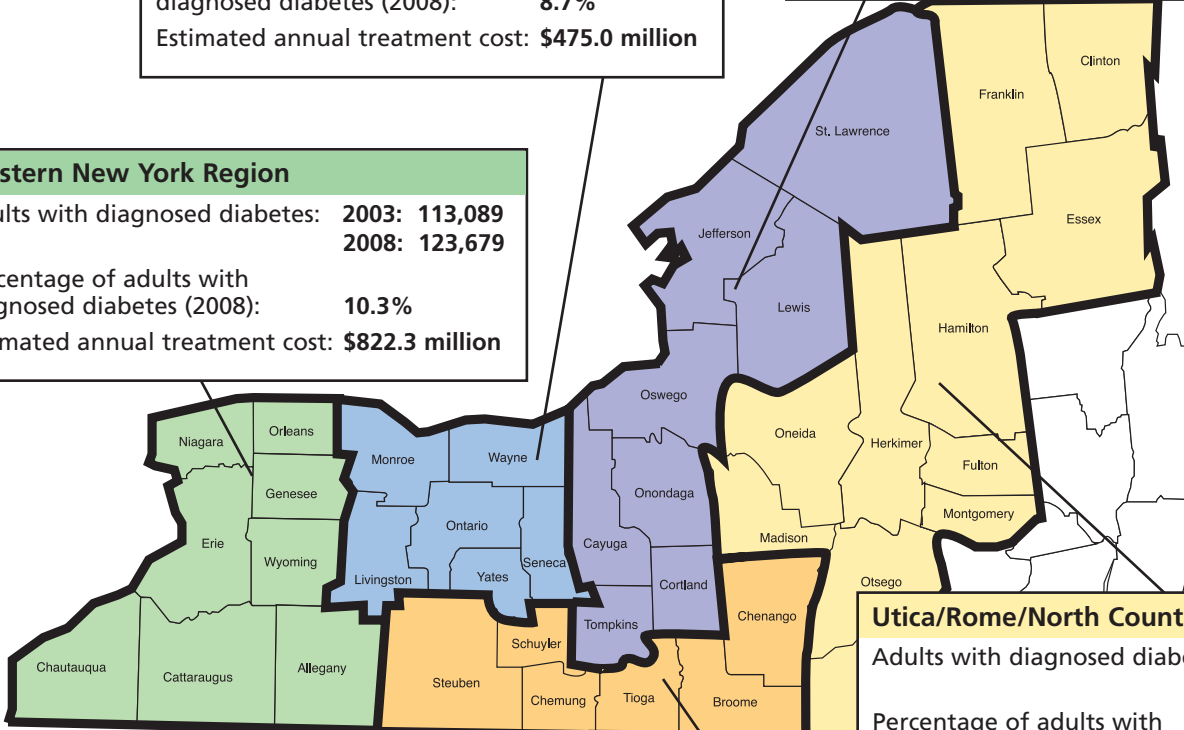 diagnosed diabetes (2008): 8.7%
Estimated annual treatment cost: $475.0 million
stern New York Region
ults with diagnosed diabetes: 2003: 113,089
2008: 123,679
centage of adults with
gnosed diabetes (2008): 10.3%
mated annual treatment cost: $822.3 million
Clinton
Franklin
St. Lawrence
Essex
Jefferson
Lewis
Hamilton
Oswego
Oneida
Herkimer
Fulton
Niagara
Orleans
Monroe
Wayne
Genesee
Onondaga
Montgomery
Ontario
Erie
Cayuga
Madison
Wyoming
Seneca
Livingston
Yates
Cortland
Otsego
Chenango
Tompkins
Schuyler
Chautauqua
Cattaraugus
Allegany
Steuben
Chemung
Tioga
Broome
Utica/Rome/North Count
Adults with diagnosed diab
Percentage of adults with